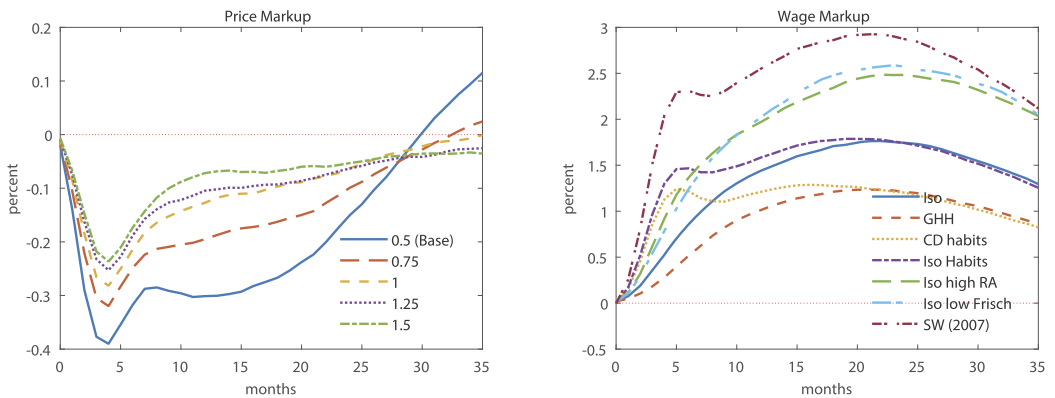 Price Markup
0.2
0.1
0
-0.1
-0.2
-0.3
-0.4
percent
0 5 10 15 20 25 30 35
months
0.5 (Base)
0.75
1
1.25
1.5
Wage Markup
3
2.5
2
1.5
1
0.5
0
-0.5
percent
0 5 10 15 20 25 30 35
months
Iso
GHH
CD habits
Iso Habits
Iso high RA
Iso low Frisch
SW (2007)